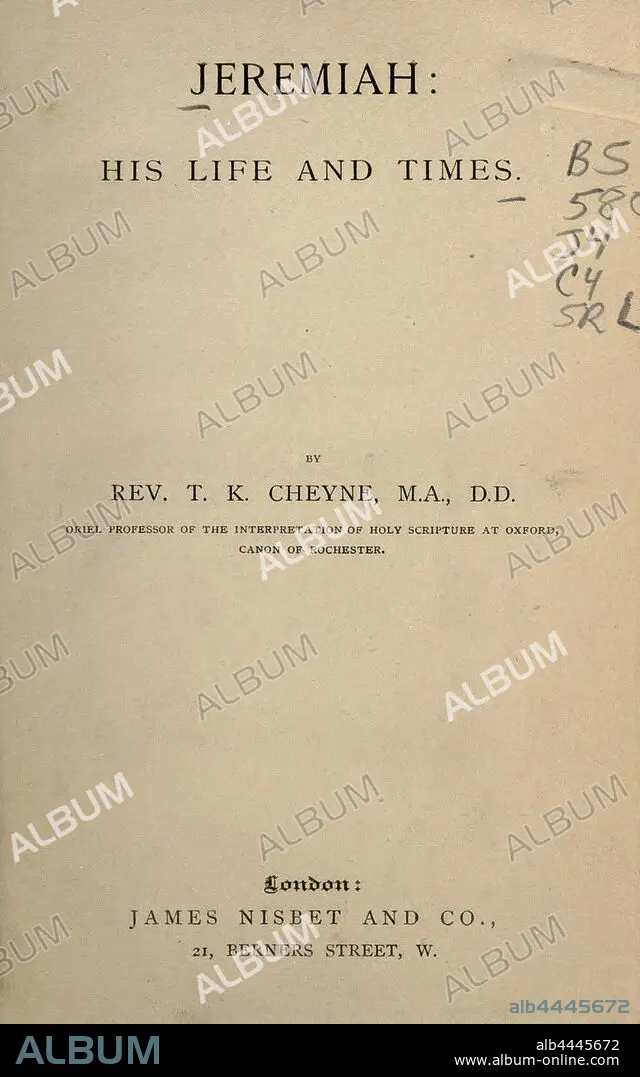 JEREMIAH:
HIS LIFE AND TIMES.
BS
580
J4
C4
SRL
BY
REV. T. K. CHEYNE, M.A., D.D.
ORIEL PROFESSOR OF THE INTERPRETATION OF HOLY SCRIPTURE AT OXFORD,
CANON OF ROCHESTER.
London:
JAMES NISBET AND CO.,
21, BERNERS STREET, W.
alb4445672
ALBUM
alb4445672
www.album-online.com